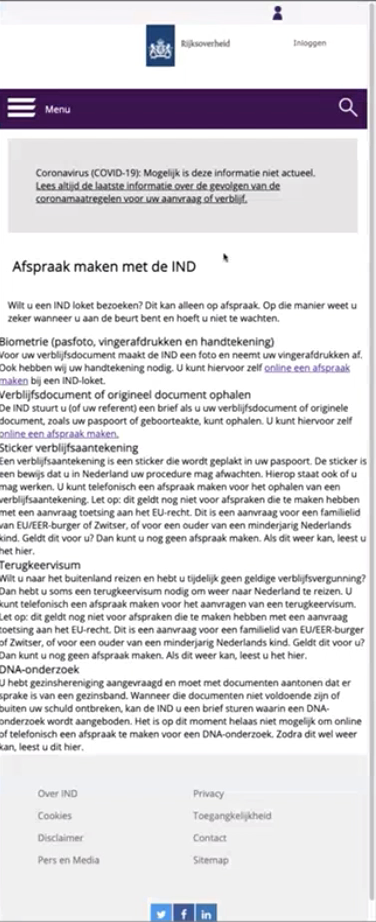 Rijksoverheid
Inloggen
Menu
Coronavirus (COVID-19): Mogelijk is deze informatie niet actueel.
Lees altijd de laatste informatie over de gevolgen van de
coronamaatregelen voor uw aanvraag of verblijf.
Afspraak maken met de IND
Wilt u een IND loket bezoeken? Dit kan alleen op afspraak. Op die manier weet u
zeker wanneer u aan de beurt bent en hoeft u niet te wachten.
Biometrie (pasfoto, vingerafdrukken en handtekening)
Voor uw verblijfsdocument maakt de IND een foto en neemt uw vingerafdrukken af.
Ook hebben wij uw handtekening nodig. U kunt hiervoor zelf online een afspraak
maken bij een IND-loket.
Verblijfsdocument of origineel document ophalen
De IND stuurt u (of uw referent) een brief als u uw verblijfsdocument of originele
document, zoals uw paspoort of geboorteakte, kunt ophalen. U kunt hiervoor zelf
online een afspraak maken.
Sticker verblijfsaantekening
Een verblijfsaantekening is een sticker die wordt geplakt in uw paspoort. De sticker is
een bewijs dat u in Nederland uw procedure mag afwachten. Hierop staat ook of u
mag werken. U kunt telefonisch een afspraak maken voor het ophalen van een
verblijfsaantekening. Let op: dit geldt nog niet voor afspraken die te maken hebben
met een aanvraag toetsing aan het EU-recht. Dit is een aanvraag voor een familielid
van EU/EER-burger of Zwitser, of voor een ouder van een minderjarig Nederlands
kind. Geldt dit voor u? Dan kunt u nog geen afspraak maken. Als dit weer kan, leest u
het hier.
Terugkeervisum
Wilt u naar het buitenland reizen en hebt u tijdelijk geen geldige verblijfsvergunning?
Dan hebt u soms een terugkeervisum nodig om weer naar Nederland te reizen. U
kunt telefonisch een afspraak maken voor het aanvragen van een terugkeervisum.
Let op: dit geldt nog niet voor afspraken die te maken hebben met een aanvraag
toetsing aan het EU-recht. Dit is een aanvraag voor een familielid van EU/EER-burger
of Zwitser, of voor een ouder van een minderjarig Nederlands kind. Geldt dit voor u?
Dan kunt u nog geen afspraak maken. Als dit weer kan, leest u het hier.
DNA-onderzoek
U hebt gezinshereniging aangevraagd en moet met documenten aantonen dat er
sprake is van een gezinsband. Wanneer die documenten niet voldoende zijn of
buiten uw schuld ontbreken, kan de IND u een brief sturen waarin een DNA-
onderzoek wordt aangeboden. Het is op dit moment helaas niet mogelijk om online
of telefonisch een afspraak te maken voor een DNA-onderzoek. Zodra dit wel weer
kan, leest u dit hier.
Over IND
Privacy
Cookies
Toegangkelijkheid
Disclaimer
Contact
Pers en Media
Sitemap